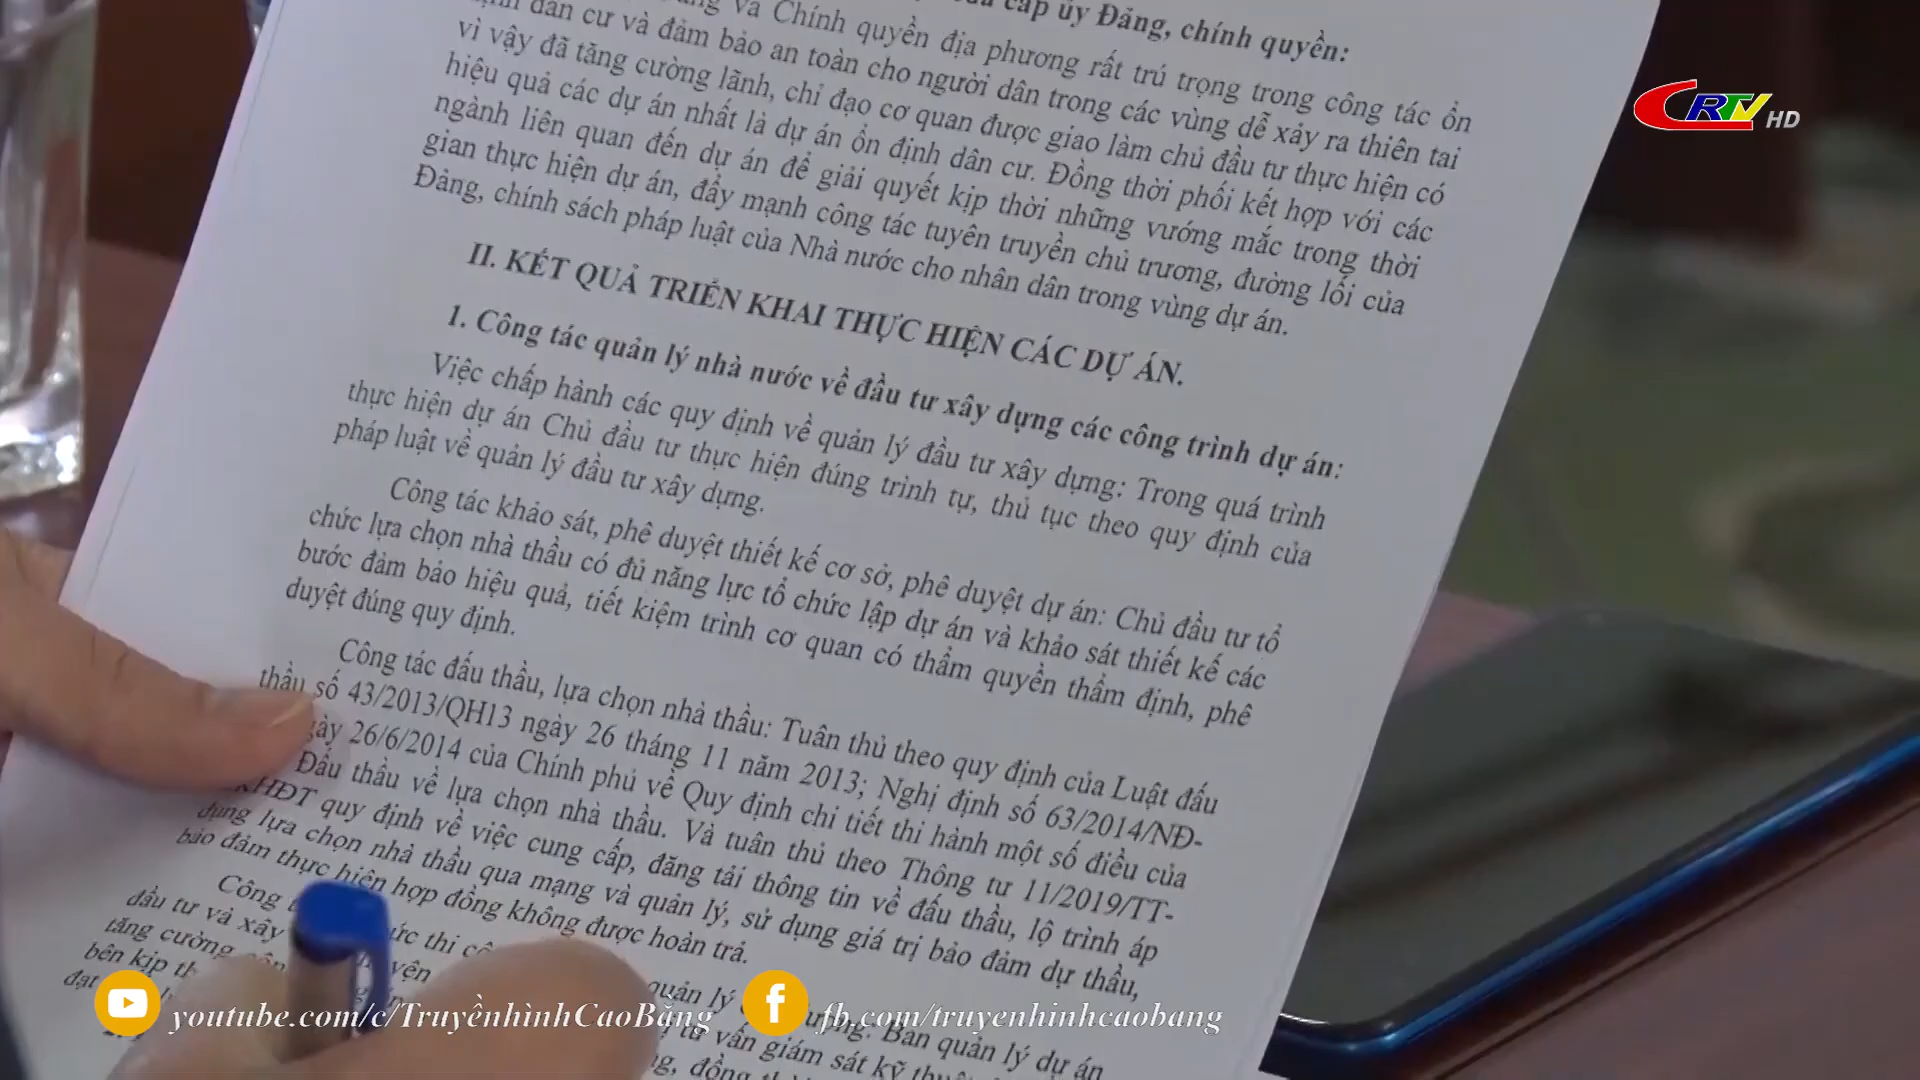 cấp ủy Đảng, chính quyền:
và Chính quyền địa phương rất trú trọng trong công tác ổn
dân cư và đảm bảo an toàn cho người dân trong các vùng dễ xảy ra thiên tai
vì vậy đã tăng cường lãnh, chỉ đạo cơ quan được giao làm chủ đầu tư thực hiện có
hiệu quả các dự án nhất là dự án ổn định dân cư. Đồng thời phối kết hợp với các
ngành liên quan đến dự án để giải quyết kịp thời những vướng mắc trong thời
gian thực hiện dự án, đẩy mạnh công tác tuyên truyền chủ trương, đường lối của
Đảng, chính sách pháp luật của Nhà nước cho nhân dân trong vùng dự án.
II. KẾT QUẢ TRIỂN KHAI THỰC HIỆN CÁC DỰ ÁN.
1. Công tác quản lý nhà nước về đầu tư xây dựng các công trình dự án:
Việc chấp hành các quy định về quản lý đầu tư xây dựng: Trong quá trình
thực hiện dự án Chủ đầu tư thực hiện đúng trình tự, thủ tục theo quy định của
pháp luật về quản lý đầu tư xây dựng.
Công tác khảo sát, phê duyệt thiết kế cơ sở, phê duyệt dự án: Chủ đầu tư tổ
chức lựa chọn nhà thầu có đủ năng lực tổ chức lập dự án và khảo sát thiết kế các
bước đảm bảo hiệu quả, tiết kiệm trình cơ quan có thẩm quyền thẩm định, phê
duyệt đúng quy định.
Công tác đấu thầu, lựa chọn nhà thầu: Tuân thủ theo quy định của Luật đấu
thầu số 43/2013/QH13 ngày 26 tháng 11 năm 2013; Nghị định số 63/2014/NĐ-
26/6/2014 của Chính phủ về Quy định chi tiết thi hành một số điều của
Đấu thầu về lựa chọn nhà thầu. Và tuân thủ theo Thông tư 11/2019/TT-
KHĐT quy định về việc cung cấp, đăng tải thông tin về đấu thầu, lộ trình áp
dụng lựa chọn nhà thầu qua mạng và quản lý, sử dụng giá trị bảo đảm dự thầu,
bảo đảm thực hiện hợp đồng không được hoàn trả.
Công thi quản lý
đầu tư và xây Ban quản lý dự án
tăng cường tư vấn giám sát kỹ
bên kịp đồng
đạt
CRTV HD
youtube.com/c/TruyềnhìnhCaoBằng
fb.com/truyenhinhcaobang